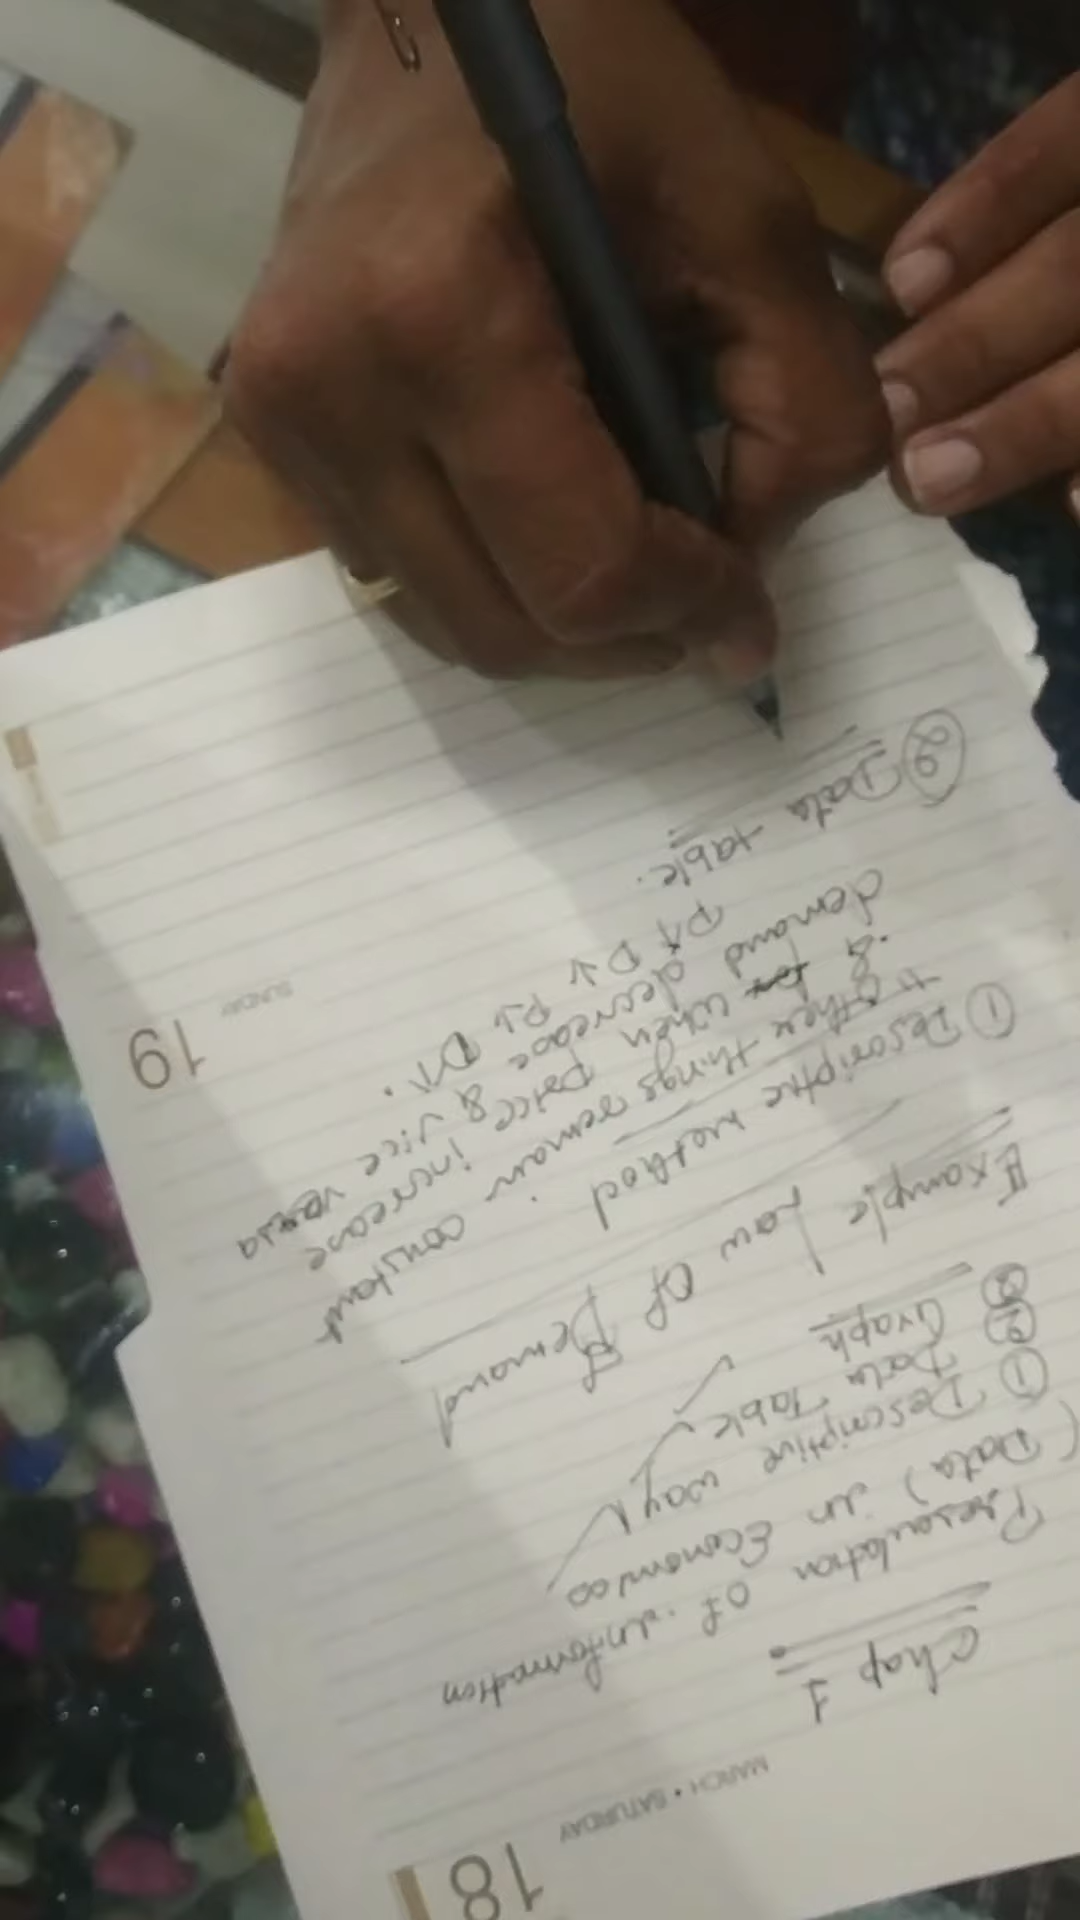 18
MARCH • SATURDAY
Chap 1
Presentation of Information
(Data) in Economics
① Descriptive way
② Data Table
③ Graph
Example Law of Demand
① Descriptive method
"other things remain constant
& when price increase
demand decrease & vice versa
P↑ D↓ P↓ D↑.
② Data table.
19
SUNDAY